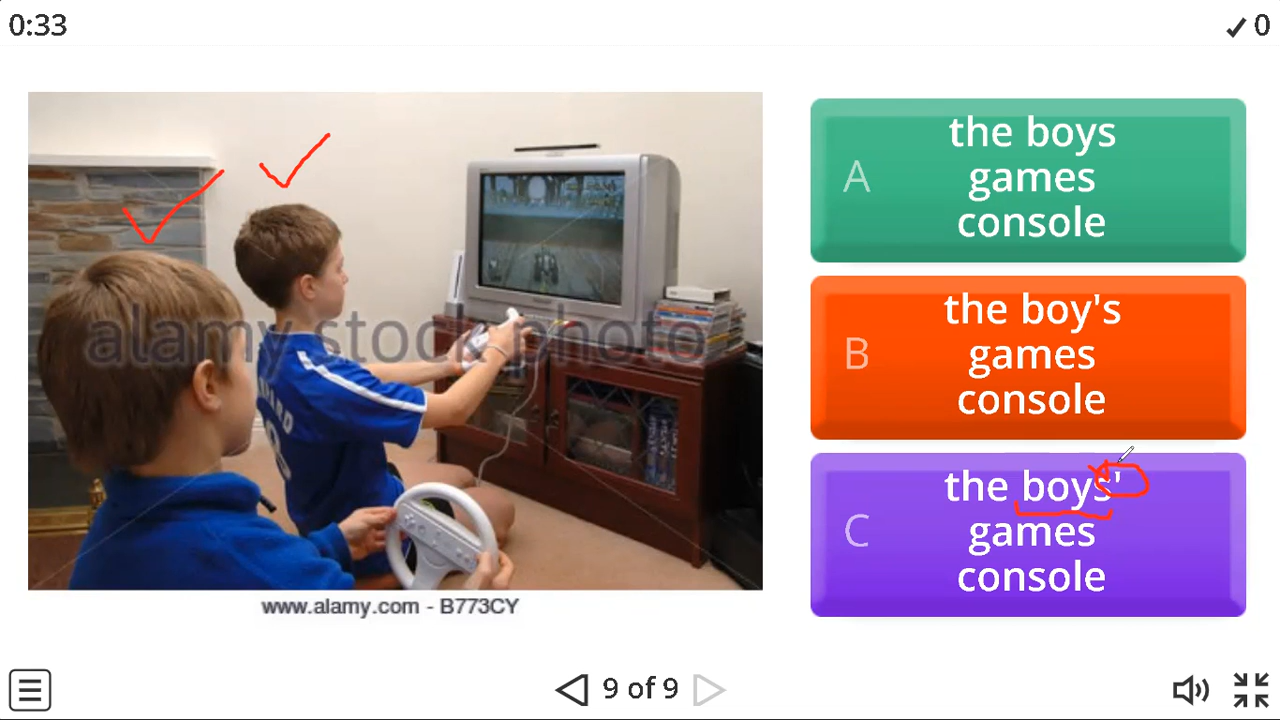 0:33
✓ 0
alamy stock photo
www.alamy.com - B773CY
A
the boys
games
console
B
the boy's
games
console
C
the boys'
games
console
9 of 9